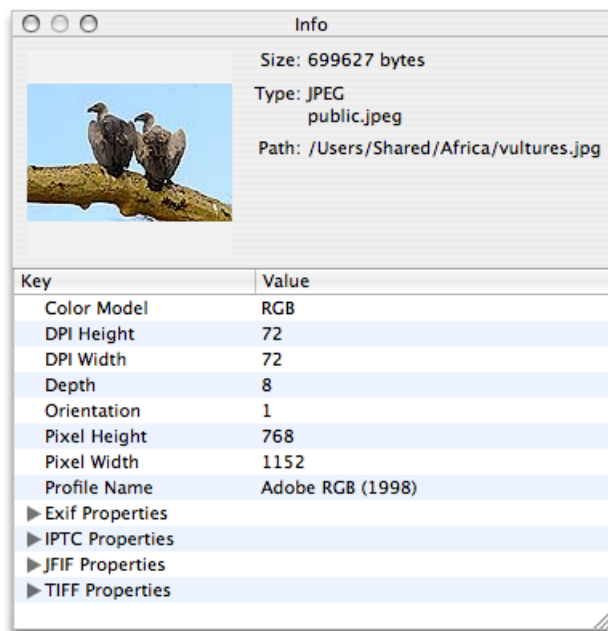 Info
Size: 699627 bytes
Type: JPEG
public.jpeg
Path: /Users/Shared/Africa/vultures.jpg
Key Value
Color Model RGB
DPI Height 72
DPI Width 72
Depth 8
Orientation 1
Pixel Height 768
Pixel Width 1152
Profile Name Adobe RGB (1998)
Exif Properties
IPTC Properties
JFIF Properties
TIFF Properties